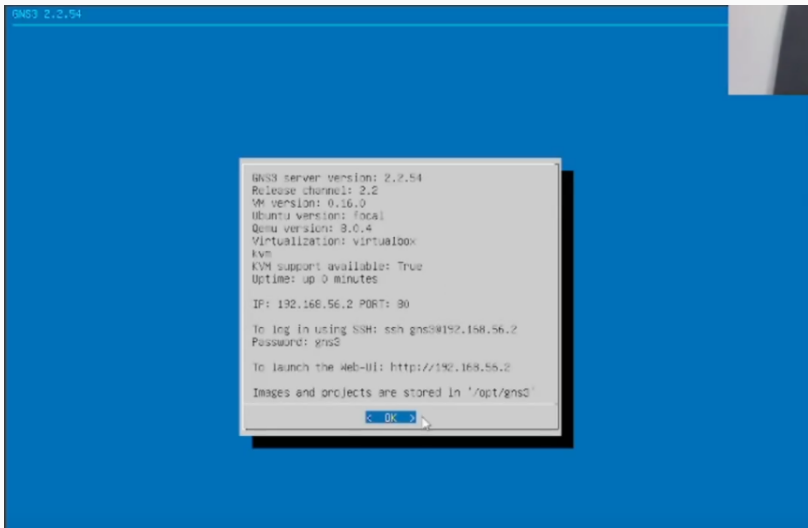 GNS3 2.2.54
GNS3 server version: 2.2.54
Release channel: 2.2
VM version: 0.16.0
Ubuntu version: focal
Qemu version: 8.0.4
Virtualization: virtualbox
kvm
KVM support available: True
Uptime: up 0 minutes
IP: 192.168.56.2 PORT: 80
To log in using SSH: ssh gns3@192.168.56.2
Password: gns3
To launch the Web-Ui: http://192.168.56.2
Images and projects are stored in '/opt/gns3'
< OK >